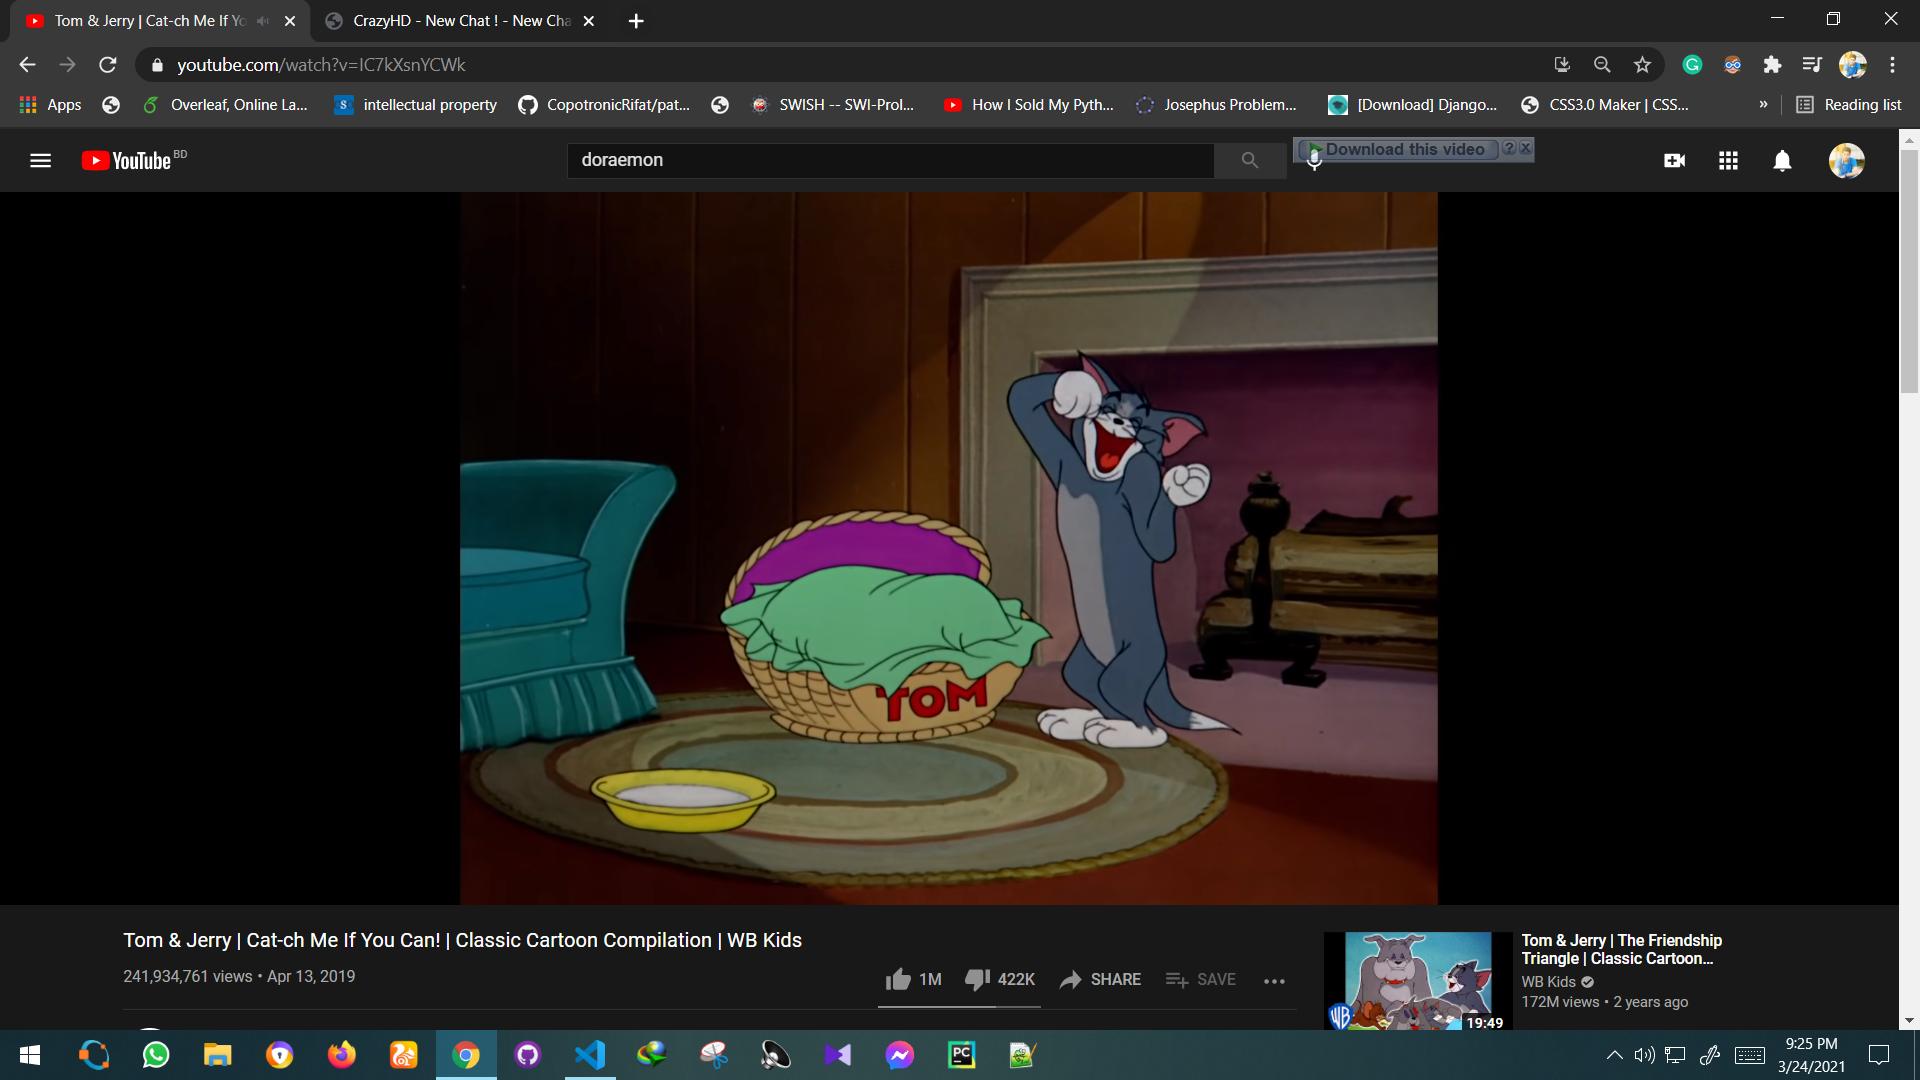 Tom & Jerry | Cat-ch Me If Yo
CrazyHD - New Chat ! - New Cha
youtube.com/watch?v=IC7kXsnYCWk
Apps
Overleaf, Online La...
intellectual property
CopotronicRifat/pat...
SWISH -- SWI-Prol...
How I Sold My Pyth...
Josephus Problem...
[Download] Django...
CSS3.0 Maker | CSS...
»
Reading list
YouTube BD
doraemon
Download this video
TOM
Tom & Jerry | Cat-ch Me If You Can! | Classic Cartoon Compilation | WB Kids
241,934,761 views • Apr 13, 2019
1M
422K
SHARE
SAVE
Tom & Jerry | The Friendship
Triangle | Classic Cartoon...
WB Kids
172M views • 2 years ago
WB
19:49
PC
9:25 PM
3/24/2021